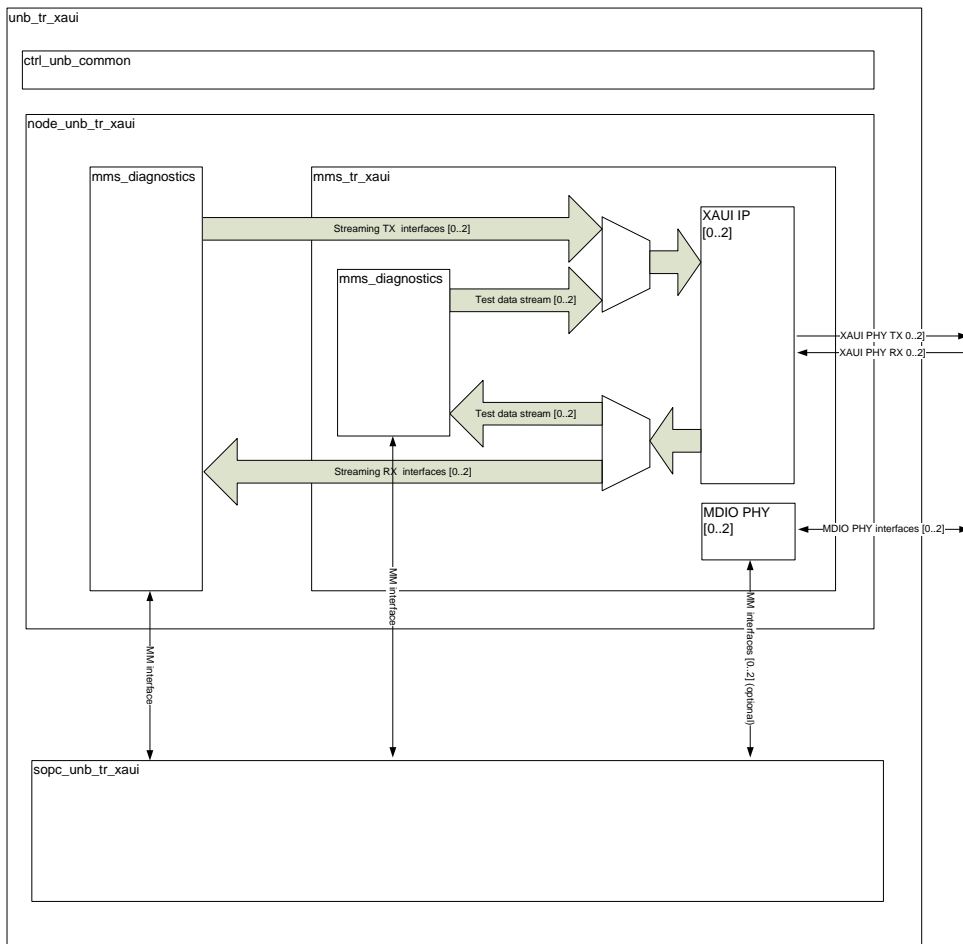 unb_tr_xaui
ctrl_unb_common
node_unb_tr_xaui
mms_diagnostics
mms_tr_xaui
XAUI IP
[0..2]
Streaming TX  interfaces [0..2]
mms_diagnostics
Test data stream [0..2]
XAUI PHY TX 0..2]
XAUI PHY RX 0..2]
Test data stream [0..2]
Streaming RX  interfaces [0..2]
MDIO PHY
[0..2]
MDIO PHY interfaces [0..2]
MM interface
MM interface
MM interfaces [0..2] (optional)
sopc_unb_tr_xaui